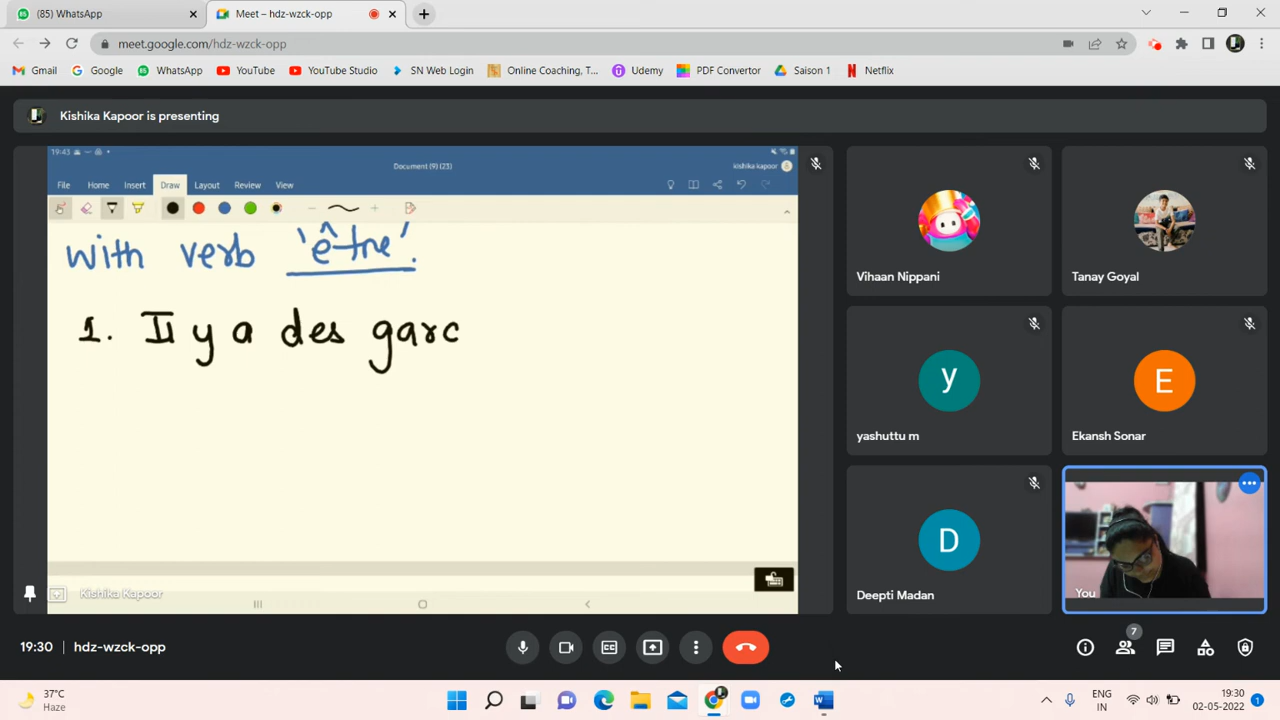 (85) WhatsApp
Meet – hdz-wzck-opp
meet.google.com/hdz-wzck-opp
Gmail
Google
WhatsApp
YouTube
YouTube Studio
SN Web Login
Online Coaching, T...
Udemy
PDF Convertor
Saison 1
Netflix
Kishika Kapoor is presenting
19:43
Document (9) (23)
kishika kapoor
File Home Insert Draw Layout Review View
with verb 'être'.
1. Il y a des garc
Kishika Kapoor
Vihaan Nippani
Tanay Goyal
y
yashuttu m
E
Ekansh Sonar
D
Deepti Madan
You
19:30 hdz-wzck-opp
7
37°C
Haze
ENG
IN
19:30
02-05-2022
1